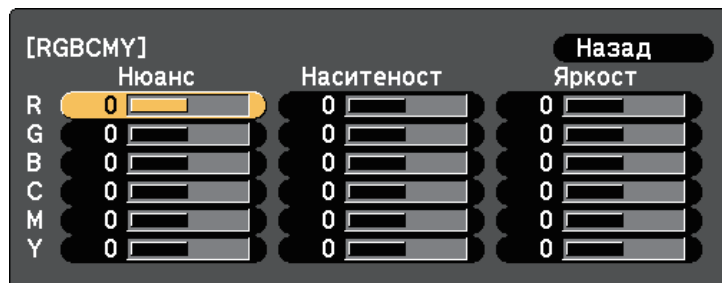 [RGBCMY] Назад
Нюанс Наситеност Яркост
R 0 0 0
G 0 0 0
B 0 0 0
C 0 0 0
M 0 0 0
Y 0 0 0